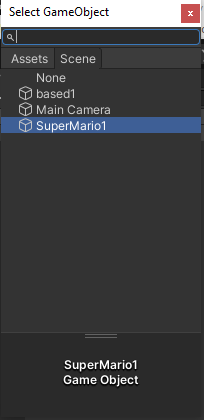 Select GameObject
Assets Scene
None
based1
Main Camera
SuperMario1
SuperMario1
Game Object